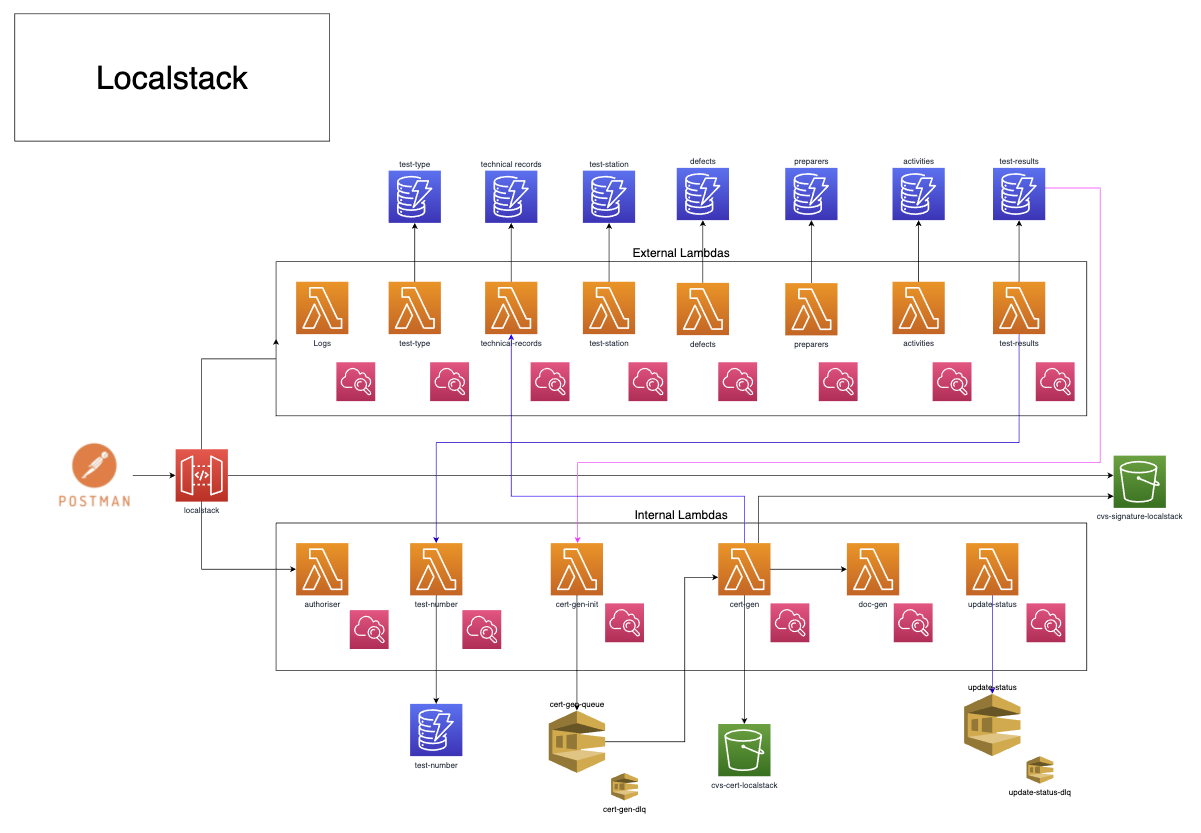 Localstack
test-type
technical records
test-station
defects
preparers
activities
test-results
External Lambdas
Logs
test-type
technical-records
test-station
defects
preparers
activities
test-results
POSTMAN
localstack
cvs-signature-localstack
Internal Lambdas
authoriser
test-number
cert-gen-init
cert-gen
doc-gen
update-status
update-status
cert-gen-queue
test-number
cvs-cert-localstack
update-status-dlq
cert-gen-dlq